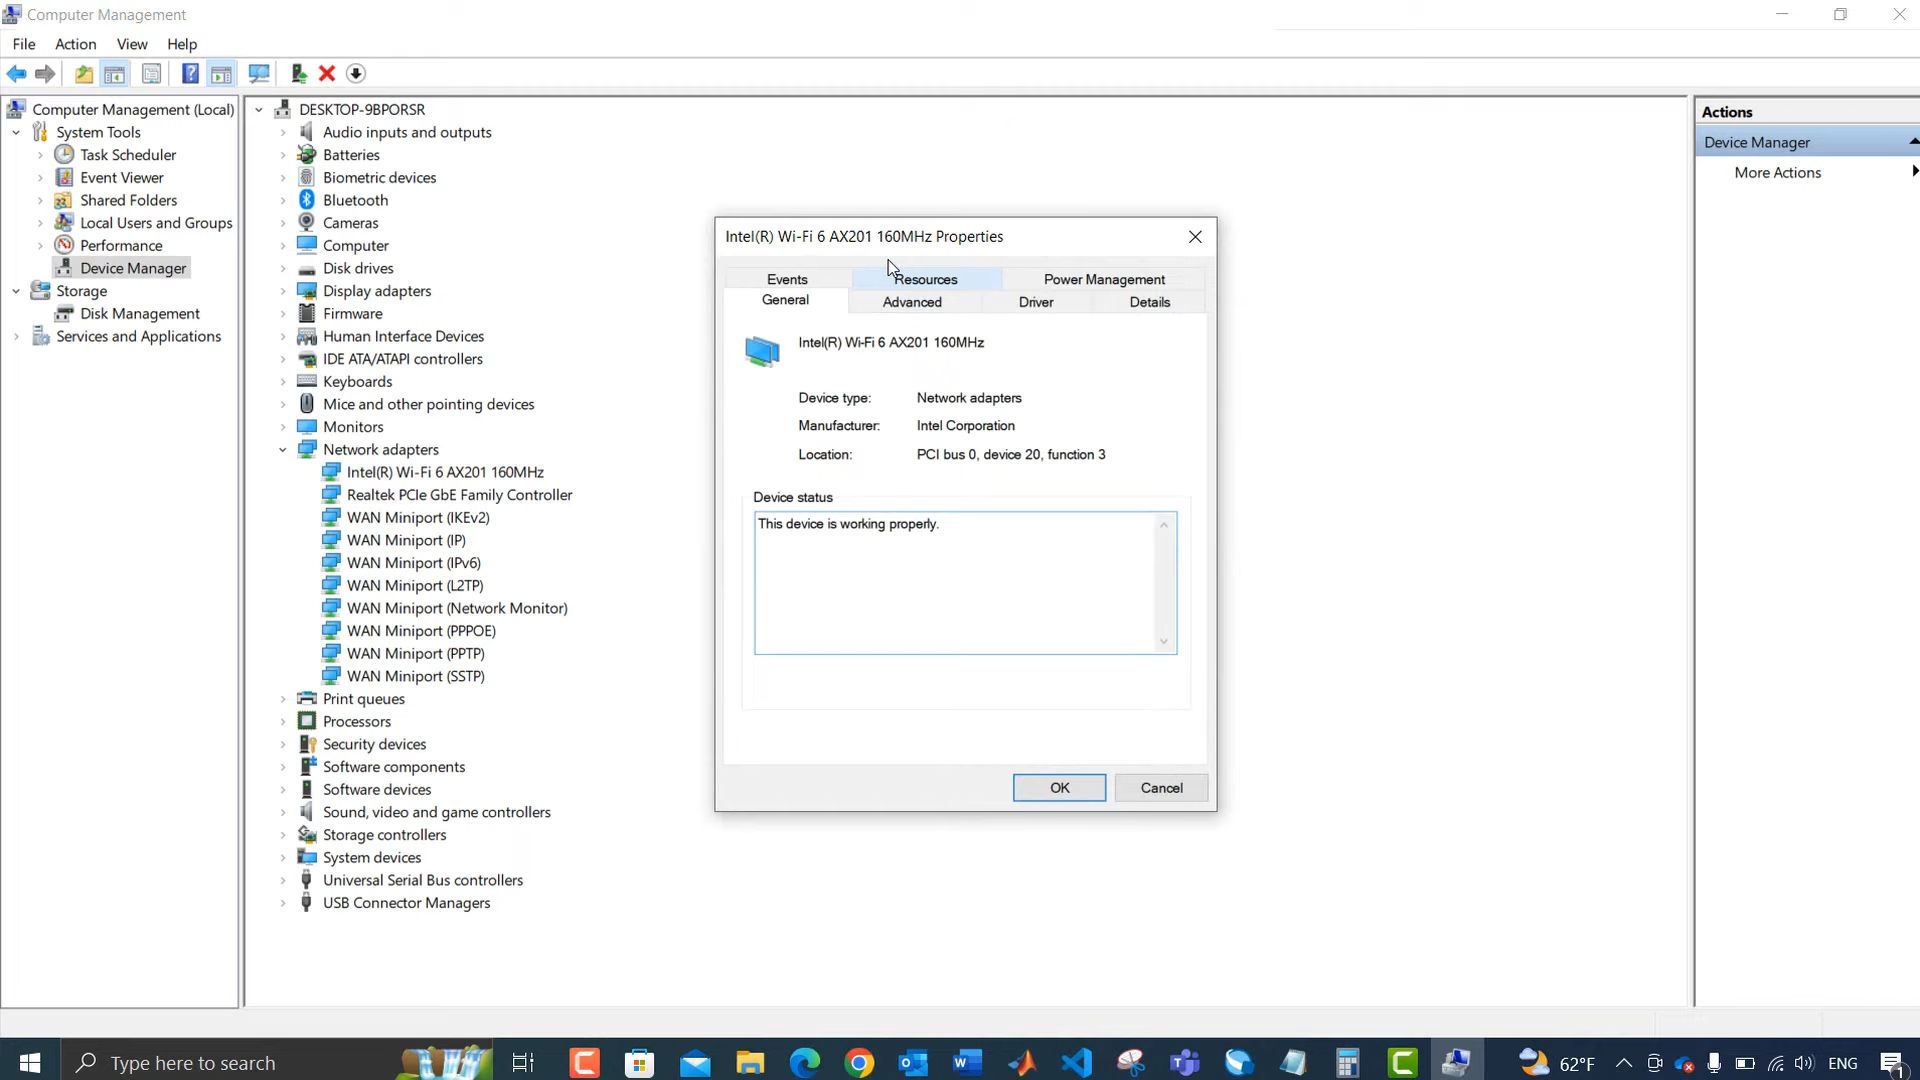 Computer Management
File Action View Help
Computer Management (Local)
System Tools
Task Scheduler
Event Viewer
Shared Folders
Local Users and Groups
Performance
Device Manager
Storage
Disk Management
Services and Applications
DESKTOP-9BPORSR
Audio inputs and outputs
Batteries
Biometric devices
Bluetooth
Cameras
Computer
Disk drives
Display adapters
Firmware
Human Interface Devices
IDE ATA/ATAPI controllers
Keyboards
Mice and other pointing devices
Monitors
Network adapters
Intel(R) Wi-Fi 6 AX201 160MHz
Realtek PCIe GbE Family Controller
WAN Miniport (IKEv2)
WAN Miniport (IP)
WAN Miniport (IPv6)
WAN Miniport (L2TP)
WAN Miniport (Network Monitor)
WAN Miniport (PPPOE)
WAN Miniport (PPTP)
WAN Miniport (SSTP)
Print queues
Processors
Security devices
Software components
Software devices
Sound, video and game controllers
Storage controllers
System devices
Universal Serial Bus controllers
USB Connector Managers
Intel(R) Wi-Fi 6 AX201 160MHz Properties
Events Resources Power Management
General Advanced Driver Details
Intel(R) Wi-Fi 6 AX201 160MHz
Device type: Network adapters
Manufacturer: Intel Corporation
Location: PCI bus 0, device 20, function 3
Device status
This device is working properly.
OK Cancel
Actions
Device Manager
More Actions
Type here to search
62°F ENG 1